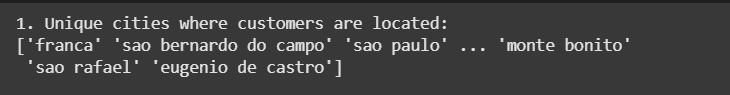 1. Unique cities where customers are located:
['franca' 'sao bernardo do campo' 'sao paulo' ... 'monte bonito'
'sao rafael' 'eugenio de castro']